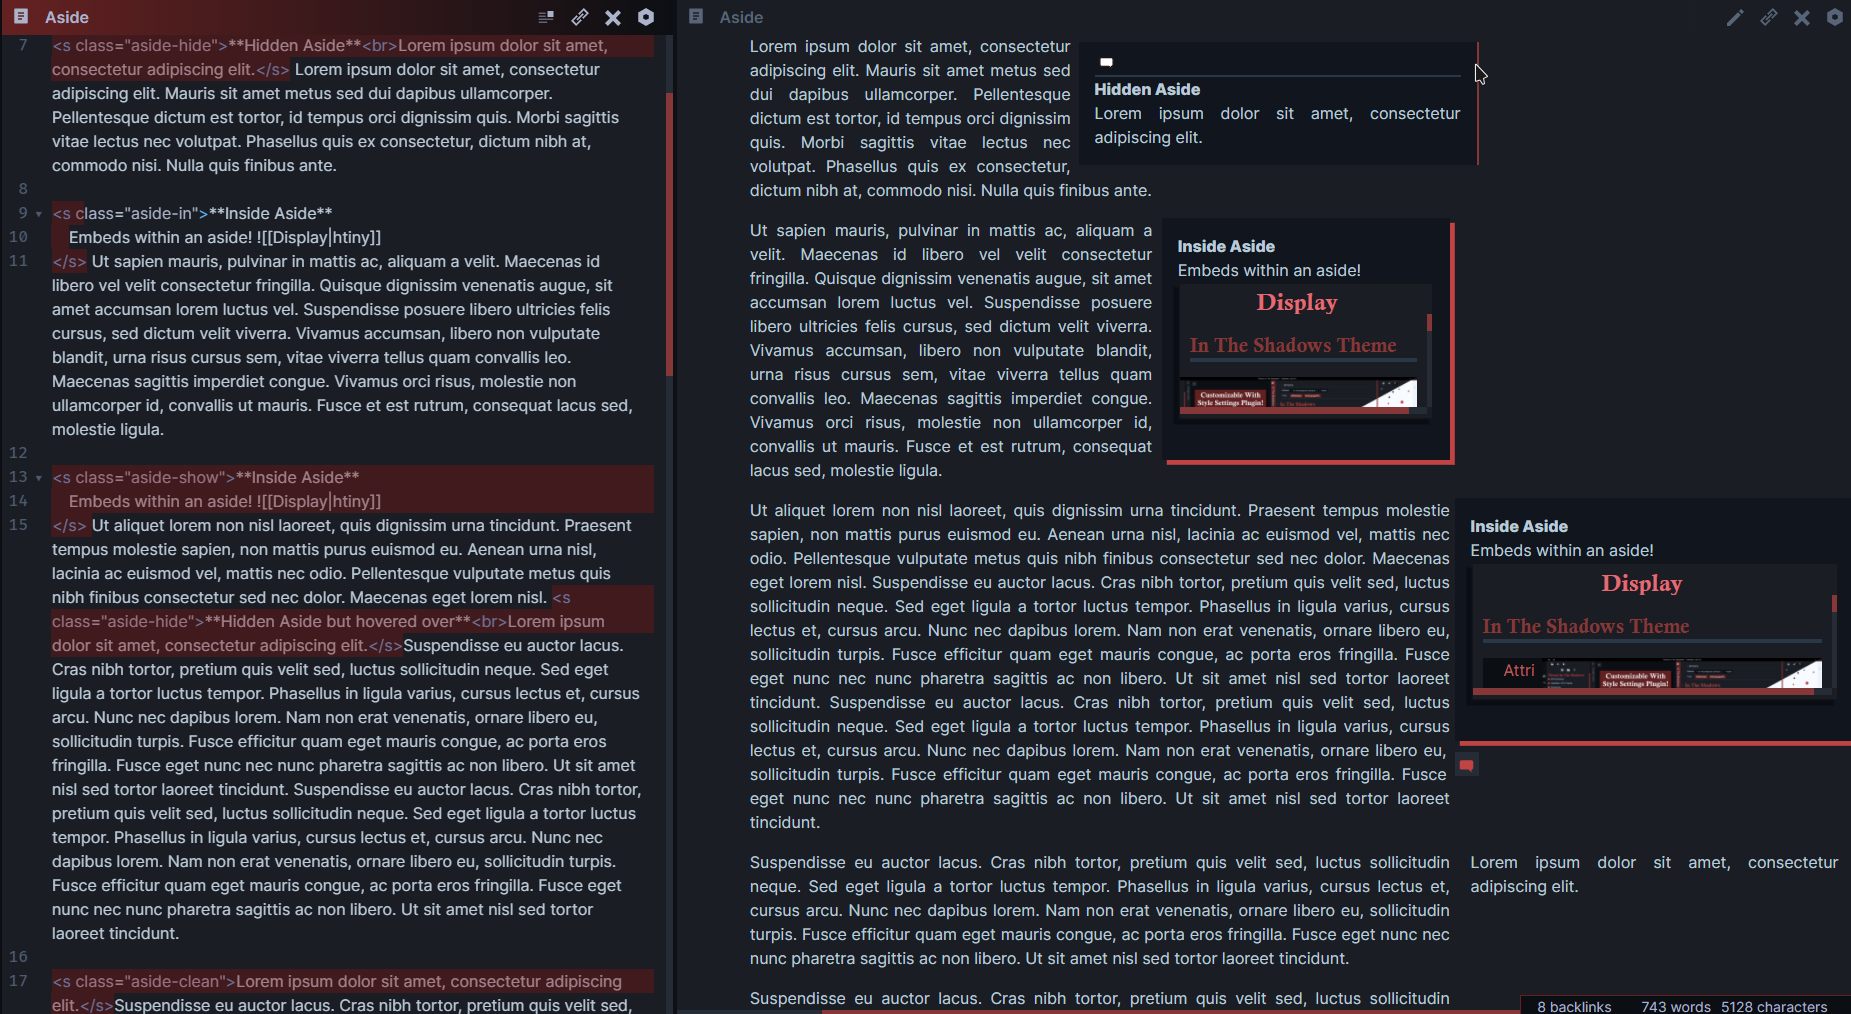 Aside
7 <s class="aside-hide">**Hidden Aside**<br>Lorem ipsum dolor sit amet,
consectetur adipiscing elit.</s> Lorem ipsum dolor sit amet, consectetur
adipiscing elit. Mauris sit amet metus sed dui dapibus ullamcorper.
Pellentesque dictum est tortor, id tempus orci dignissim quis. Morbi sagittis
vitae lectus nec volutpat. Phasellus quis ex consectetur, dictum nibh at,
commodo nisi. Nulla quis finibus ante.
8
9 <s class="aside-in">**Inside Aside**
10 Embeds within an aside! ![[Display|htiny]]
11 </s> Ut sapien mauris, pulvinar in mattis ac, aliquam a velit. Maecenas id
libero vel velit consectetur fringilla. Quisque dignissim venenatis augue, sit
amet accumsan lorem luctus vel. Suspendisse posuere libero ultricies felis
cursus, sed dictum velit viverra. Vivamus accumsan, libero non vulputate
blandit, urna risus cursus sem, vitae viverra tellus quam convallis leo.
Maecenas sagittis imperdiet congue. Vivamus orci risus, molestie non
ullamcorper id, convallis ut mauris. Fusce et est rutrum, consequat lacus sed,
molestie ligula.
12
13 <s class="aside-show">**Inside Aside**
14 Embeds within an aside! ![[Display|htiny]]
15 </s> Ut aliquet lorem non nisl laoreet, quis dignissim urna tincidunt. Praesent
tempus molestie sapien, non mattis purus euismod eu. Aenean urna nisl,
lacinia ac euismod vel, mattis nec odio. Pellentesque vulputate metus quis
nibh finibus consectetur sed nec dolor. Maecenas eget lorem nisl. <s
class="aside-hide">**Hidden Aside but hovered over**<br>Lorem ipsum
dolor sit amet, consectetur adipiscing elit.</s>Suspendisse eu auctor lacus.
Cras nibh tortor, pretium quis velit sed, luctus sollicitudin neque. Sed eget
ligula a tortor luctus tempor. Phasellus in ligula varius, cursus lectus et, cursus
arcu. Nunc nec dapibus lorem. Nam non erat venenatis, ornare libero eu,
sollicitudin turpis. Fusce efficitur quam eget mauris congue, ac porta eros
fringilla. Fusce eget nunc nec nunc pharetra sagittis ac non libero. Ut sit amet
nisl sed tortor laoreet tincidunt. Suspendisse eu auctor lacus. Cras nibh tortor,
pretium quis velit sed, luctus sollicitudin neque. Sed eget ligula a tortor luctus
tempor. Phasellus in ligula varius, cursus lectus et, cursus arcu. Nunc nec
dapibus lorem. Nam non erat venenatis, ornare libero eu, sollicitudin turpis.
Fusce efficitur quam eget mauris congue, ac porta eros fringilla. Fusce eget
nunc nec nunc pharetra sagittis ac non libero. Ut sit amet nisl sed tortor
laoreet tincidunt.
16
17 <s class="aside-clean">Lorem ipsum dolor sit amet, consectetur adipiscing
elit.</s>Suspendisse eu auctor lacus. Cras nibh tortor, pretium quis velit sed,
Aside
Lorem ipsum dolor sit amet, consectetur
adipiscing elit. Mauris sit amet metus sed
dui dapibus ullamcorper. Pellentesque
dictum est tortor, id tempus orci dignissim
quis. Morbi sagittis vitae lectus nec
volutpat. Phasellus quis ex consectetur,
dictum nibh at, commodo nisi. Nulla quis finibus ante.
Hidden Aside
Lorem ipsum dolor sit amet, consectetur
adipiscing elit.
Ut sapien mauris, pulvinar in mattis ac, aliquam a
velit. Maecenas id libero vel velit consectetur
fringilla. Quisque dignissim venenatis augue, sit amet
accumsan lorem luctus vel. Suspendisse posuere
libero ultricies felis cursus, sed dictum velit viverra.
Vivamus accumsan, libero non vulputate blandit,
urna risus cursus sem, vitae viverra tellus quam
convallis leo. Maecenas sagittis imperdiet congue.
Vivamus orci risus, molestie non ullamcorper id,
convallis ut mauris. Fusce et est rutrum, consequat
lacus sed, molestie ligula.
Inside Aside
Embeds within an aside!
Display
In The Shadows Theme
Customizable With
Style Settings Plugin!
Ut aliquet lorem non nisl laoreet, quis dignissim urna tincidunt. Praesent tempus molestie
sapien, non mattis purus euismod eu. Aenean urna nisl, lacinia ac euismod vel, mattis nec
odio. Pellentesque vulputate metus quis nibh finibus consectetur sed nec dolor. Maecenas
eget lorem nisl. Suspendisse eu auctor lacus. Cras nibh tortor, pretium quis velit sed, luctus
sollicitudin neque. Sed eget ligula a tortor luctus tempor. Phasellus in ligula varius, cursus
lectus et, cursus arcu. Nunc nec dapibus lorem. Nam non erat venenatis, ornare libero eu,
sollicitudin turpis. Fusce efficitur quam eget mauris congue, ac porta eros fringilla. Fusce
eget nunc nec nunc pharetra sagittis ac non libero. Ut sit amet nisl sed tortor laoreet
tincidunt. Suspendisse eu auctor lacus. Cras nibh tortor, pretium quis velit sed, luctus
sollicitudin neque. Sed eget ligula a tortor luctus tempor. Phasellus in ligula varius, cursus
lectus et, cursus arcu. Nunc nec dapibus lorem. Nam non erat venenatis, ornare libero eu,
sollicitudin turpis. Fusce efficitur quam eget mauris congue, ac porta eros fringilla. Fusce
eget nunc nec nunc pharetra sagittis ac non libero. Ut sit amet nisl sed tortor laoreet
tincidunt.
Inside Aside
Embeds within an aside!
Display
In The Shadows Theme
Attri
Customizable With
Style Settings Plugin!
Suspendisse eu auctor lacus. Cras nibh tortor, pretium quis velit sed, luctus sollicitudin
neque. Sed eget ligula a tortor luctus tempor. Phasellus in ligula varius, cursus lectus et,
cursus arcu. Nunc nec dapibus lorem. Nam non erat venenatis, ornare libero eu, sollicitudin
turpis. Fusce efficitur quam eget mauris congue, ac porta eros fringilla. Fusce eget nunc nec
nunc pharetra sagittis ac non libero. Ut sit amet nisl sed tortor laoreet tincidunt.
Lorem ipsum dolor sit amet, consectetur
adipiscing elit.
Suspendisse eu auctor lacus. Cras nibh tortor, pretium quis velit sed, luctus sollicitudin
8 backlinks 743 words 5128 characters